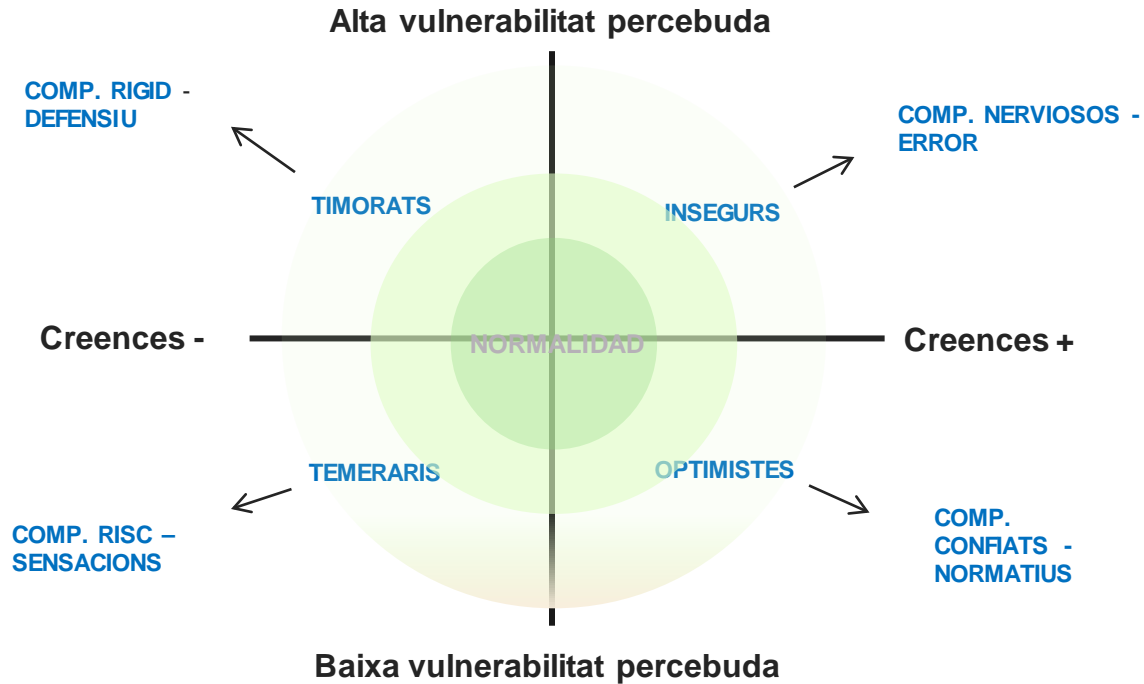 Alta vulnerabilitat percebuda
COMP. RIGID -
DEFENSIU
COMP. NERVIOSOS -
ERROR
TIMORATS
INSEGURS
Creences -
NORMALIDAD
Creences +
TEMERARIS
OPTIMISTES
COMP. RISC –
SENSACIONS
COMP.
CONFIATS -
NORMATIUS
Baixa vulnerabilitat percebuda